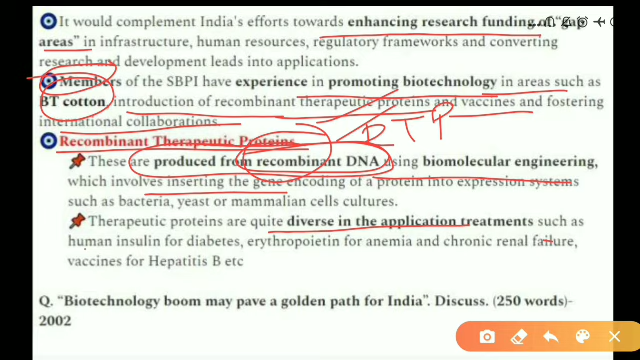 It would complement India's efforts towards enhancing research funding of "gap
areas" in infrastructure, human resources, regulatory frameworks and converting
research and development leads into applications.
Members of the SBPI have experience in promoting biotechnology in areas such as
BT cotton, introduction of recombinant therapeutic proteins and vaccines and fostering
international collaborations.
DTP
Recombinant Therapeutic Proteins
These are produced from recombinant DNA using biomolecular engineering,
which involves inserting the gene encoding of a protein into expression systems
such as bacteria, yeast or mammalian cells cultures.
Therapeutic proteins are quite diverse in the application treatments such as
human insulin for diabetes, erythropoietin for anemia and chronic renal failure,
vaccines for Hepatitis B etc
Q. "Biotechnology boom may pave a golden path for India". Discuss. (250 words)-
2002